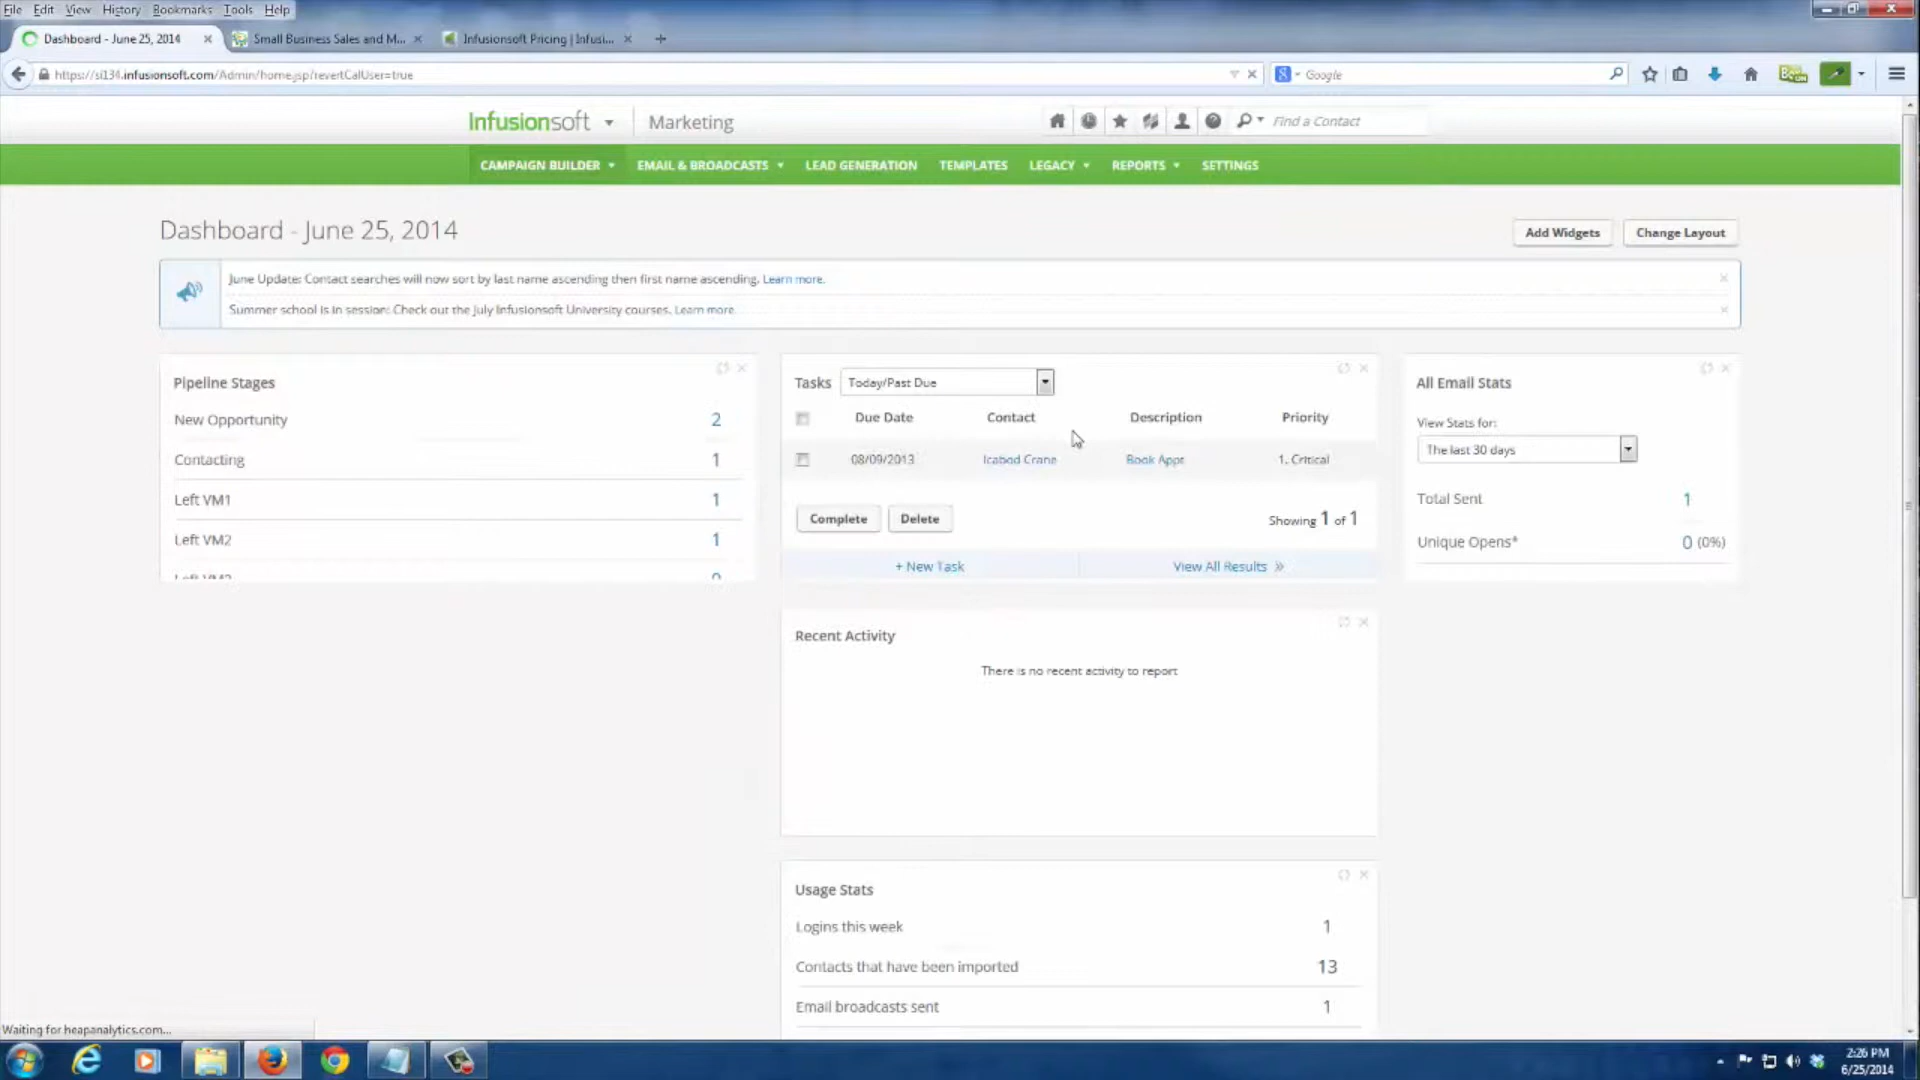 File Edit View History Bookmarks Tools Help
Dashboard - June 25, 2014
Small Business Sales and M...
Infusionsoft Pricing | Infusi...
https://si134.infusionsoft.com/Admin/home.jsp?revertCalUser=true
Google
Infusionsoft
Marketing
Find a Contact
CAMPAIGN BUILDER EMAIL & BROADCASTS LEAD GENERATION TEMPLATES LEGACY REPORTS SETTINGS
Dashboard - June 25, 2014
Add Widgets
Change Layout
June Update: Contact searches will now sort by last name ascending then first name ascending. Learn more.
Summer school is in session: Check out the July Infusionsoft University courses. Learn more.
Pipeline Stages
New Opportunity 2
Contacting 1
Left VM1 1
Left VM2 1
Left VM3 0
Tasks Today/Past Due
Due Date Contact Description Priority
08/09/2013 Icabod Crane Book Appt 1. Critical
Complete Delete Showing 1 of 1
+ New Task View All Results »
All Email Stats
View Stats for:
The last 30 days
Total Sent 1
Unique Opens* 0 (0%)
Recent Activity
There is no recent activity to report
Usage Stats
Logins this week 1
Contacts that have been imported 13
Email broadcasts sent 1
Waiting for heapanalytics.com...
2:26 PM
6/25/2014